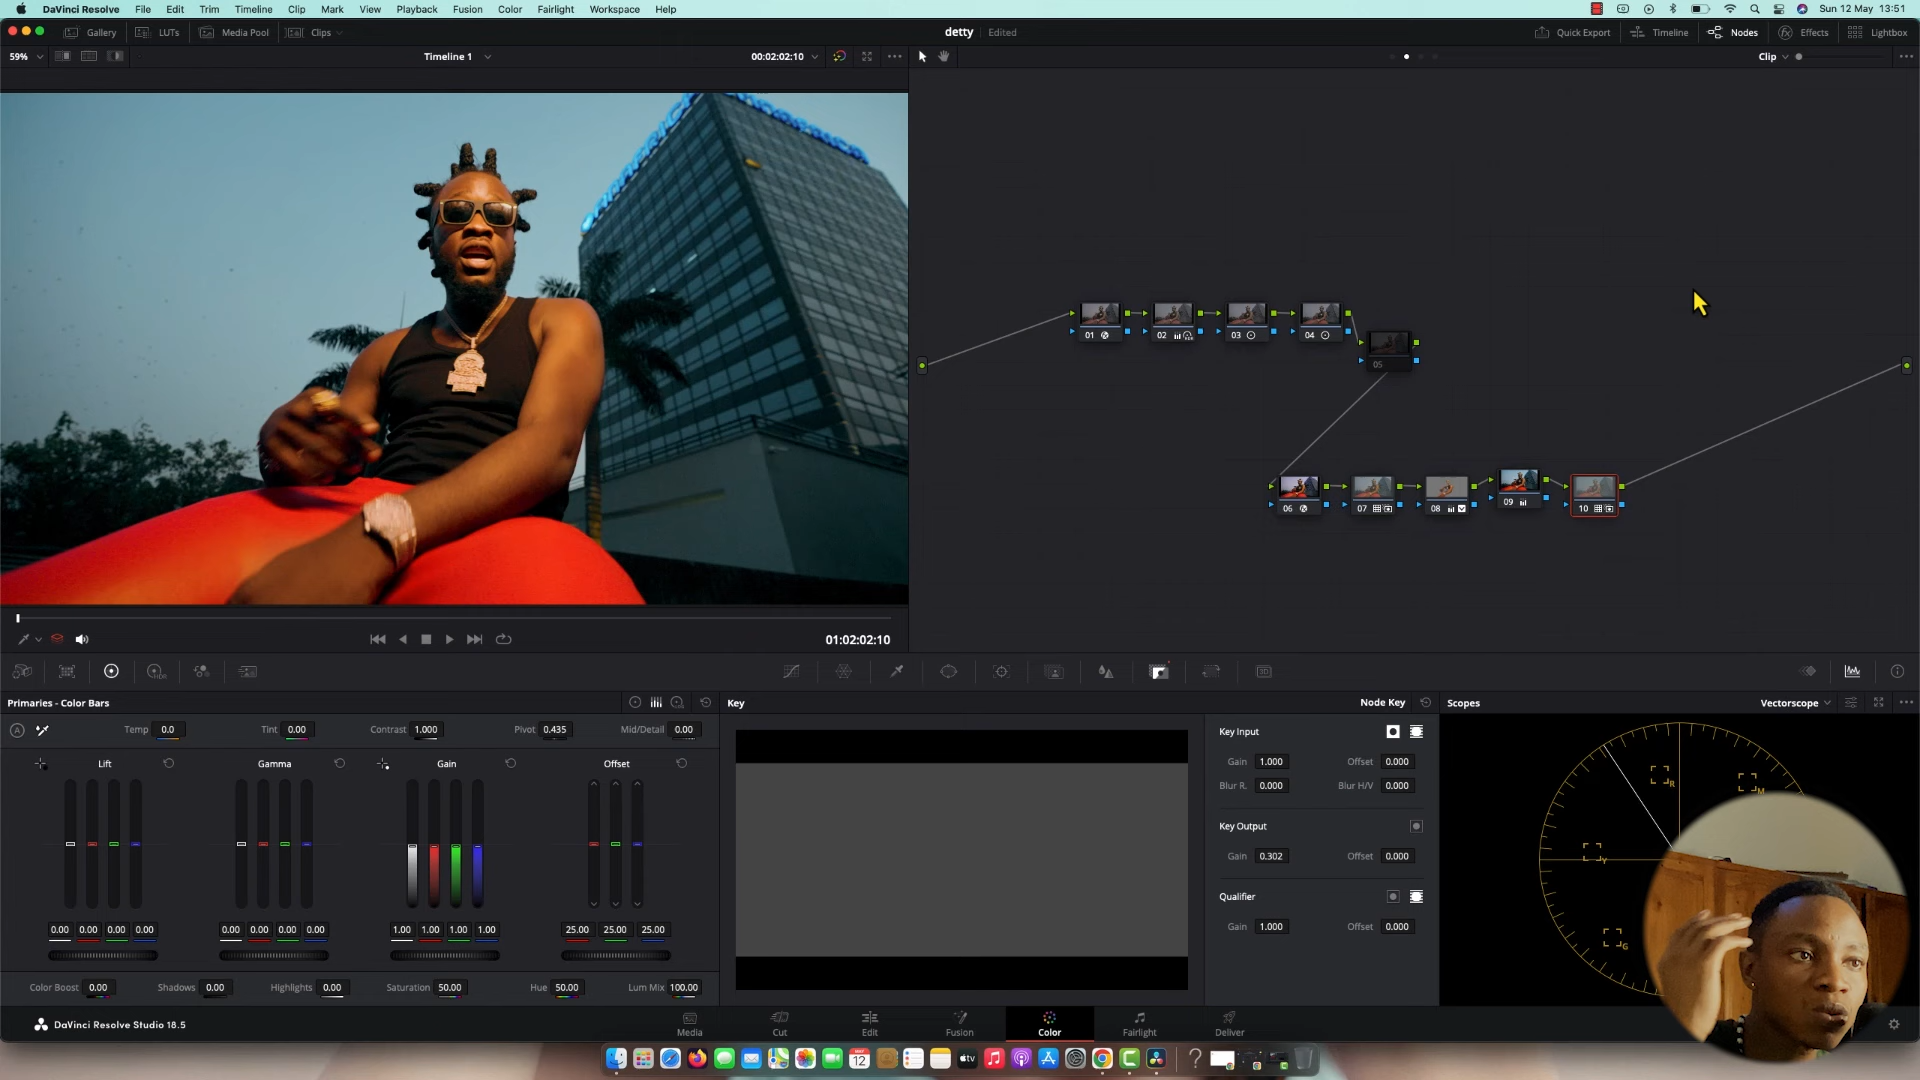 DaVinci Resolve File Edit Trim Timeline Clip Mark View Playback Fusion Color Fairlight Workspace Help Sun 12 May 13:51
Gallery LUTs Media Pool Clips detty Edited Quick Export Timeline Nodes Effects Lightbox
59% Timeline 1 00:02:02:10 Clip
01 02 03 04
05
06 07 08 09 10
01:02:02:10
Primaries - Color Bars Key Node Key Scopes Vectorscope
Temp 0.0 Tint 0.00 Contrast 1.000 Pivot 0.435 Mid/Detail 0.00
Key Input
Lift Gamma Gain Offset
Gain 1.000 Offset 0.000
Blur R. 0.000 Blur H/V 0.000
R M
Key Output
Gain 0.302 Offset 0.000
Y
Qualifier
Gain 1.000 Offset 0.000
G
0.00 0.00 0.00 0.00 0.00 0.00 0.00 0.00 1.00 1.00 1.00 1.00 25.00 25.00 25.00
Color Boost 0.00 Shadows 0.00 Highlights 0.00 Saturation 50.00 Hue 50.00 Lum Mix 100.00
DaVinci Resolve Studio 18.5
Media Cut Edit Fusion Color Fairlight Deliver